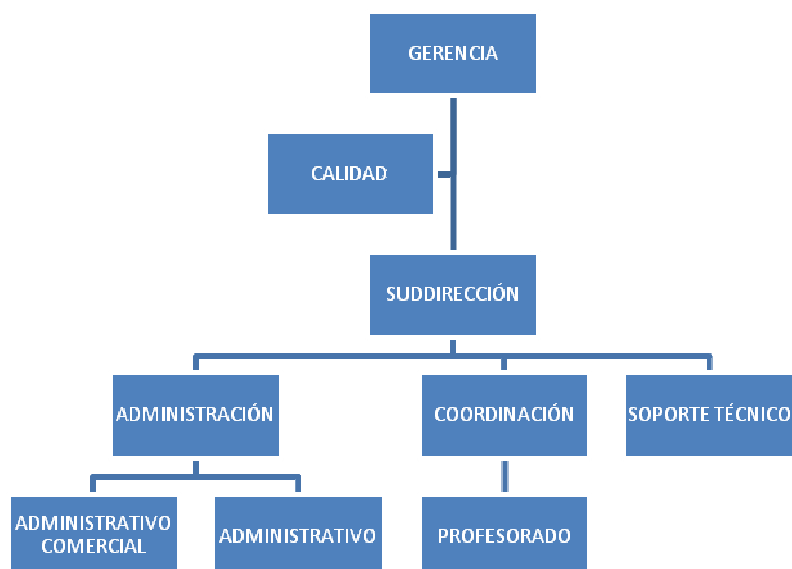 GERENCIA
CALIDAD
SUDDIRECCIÓN
ADMINISTRACIÓN
COORDINACIÓN
SOPORTE TÉCNICO
ADMINISTRATIVO
COMERCIAL
ADMINISTRATIVO
PROFESORADO